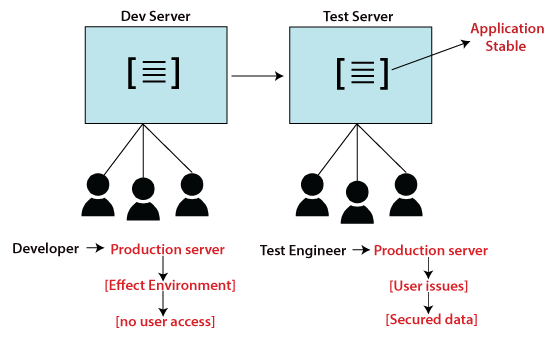 Dev Server
Test Server
Application
Stable
Developer → Production server
[Effect Environment]
[no user access]
Test Engineer → Production server
[User issues]
[Secured data]